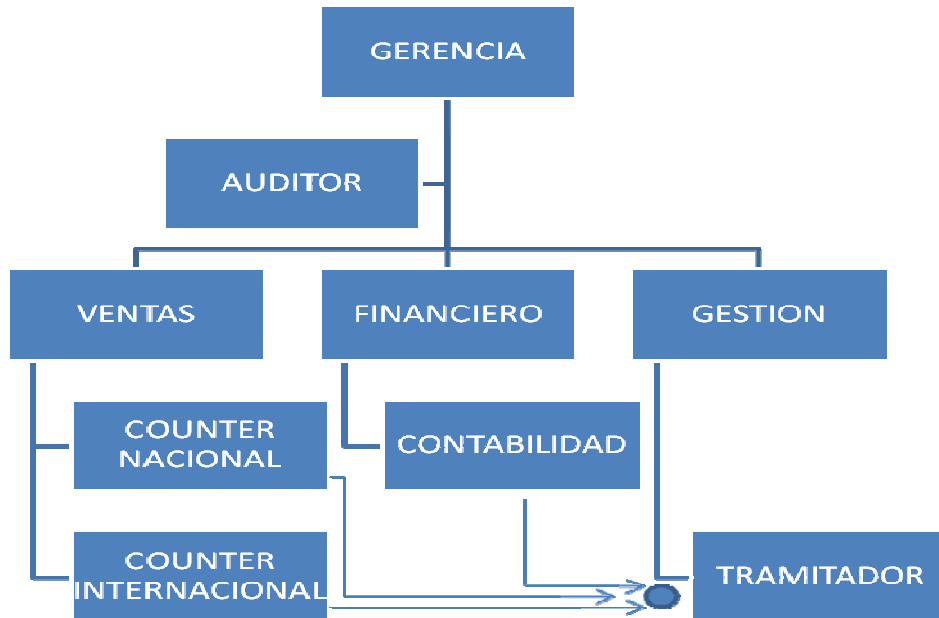 GERENCIA
AUDITOR
VENTAS
FINANCIERO
GESTION
COUNTER
NACIONAL
CONTABILIDAD
COUNTER
INTERNACIONAL
TRAMITADOR